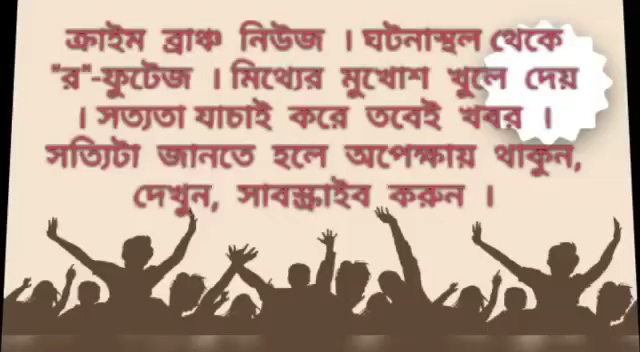 ক্রাইম ব্রাঞ্চ নিউজ । ঘটনাস্থল থেকে
"র"-ফুটেজ । মিথ্যের মুখোশ খুলে দেয়
। সত্যতা যাচাই করে তবেই খবর ।
সত্যিটা জানতে হলে অপেক্ষায় থাকুন,
দেখুন, সাবস্ক্রাইব করুন ।